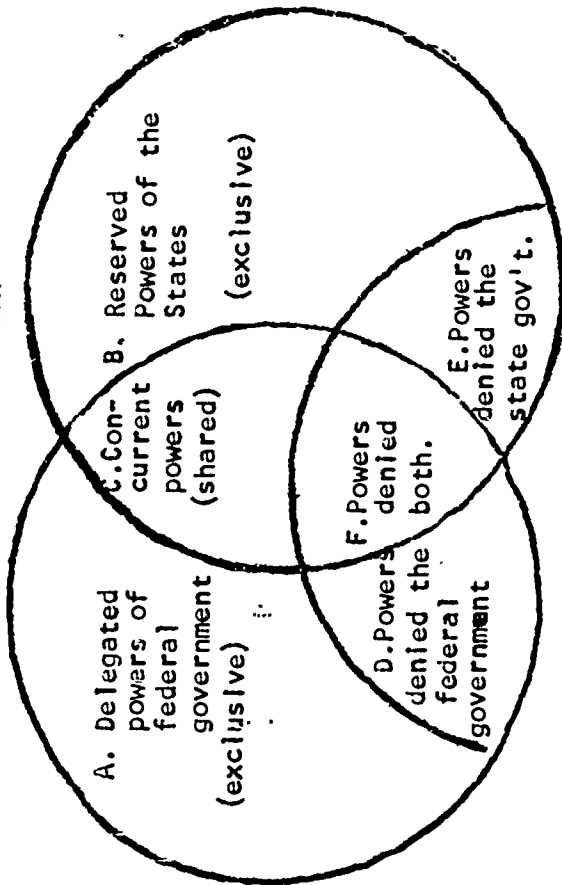 A. Delegated
powers of
federal
government
(exclusive)
C.Con-
current
powers
(shared)
B. Reserved
Powers of the
States
(exclusive)
D.Powers
denied the
federal
government
F.Powers
denied
both.
E.Powers
denied the
state gov't.